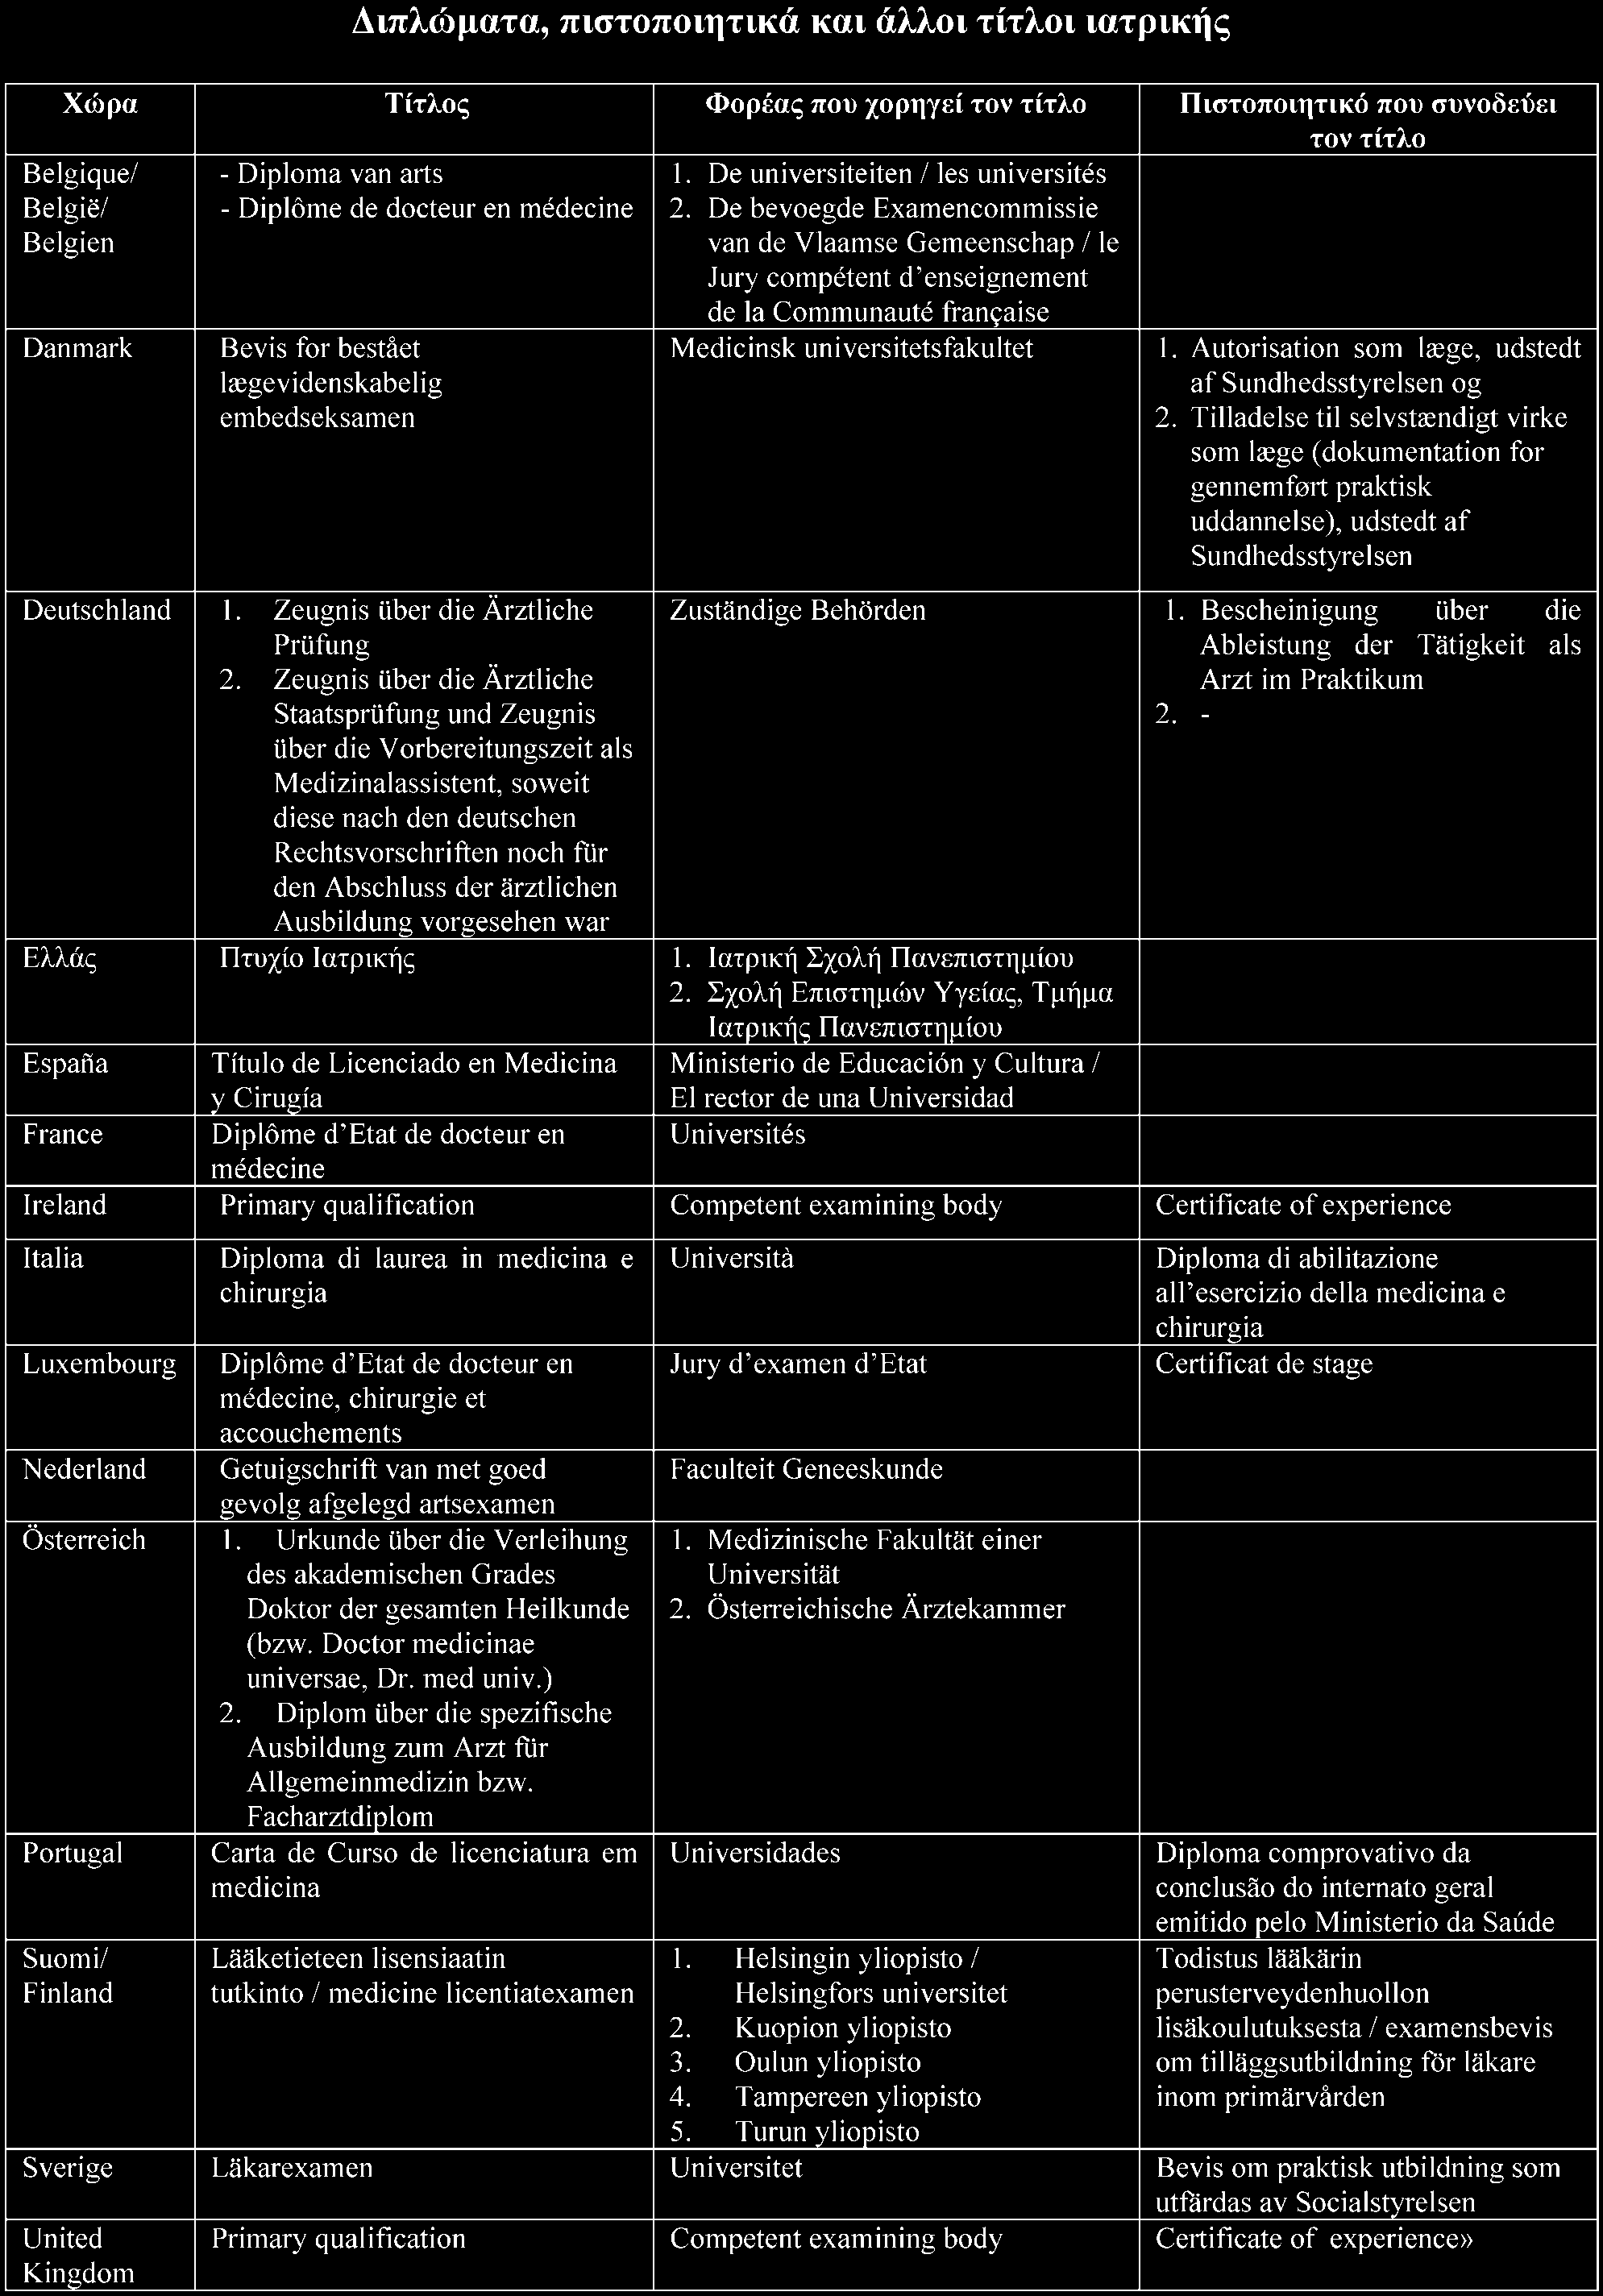 Διπλώματα, πιστοποιητικά και άλλοι τίτλοι ιατρικής
Χώρα
Τίτλος
Φορέας που χορηγεί τον τίτλο
Πιστοποιητικό που συνοδεύει
τον τίτλο
Belgique/
België/
Belgien
- Diploma van arts
- Diplôme de docteur en médecine
1. De universiteiten / les universités
2. De bevoegde Examencommissie
van de Vlaamse Gemeenschap / le
Jury compétent d’enseignement
de la Communauté française
Danmark
Bevis for bestået
lægevidenskabelig
embedseksamen
Medicinsk universitetsfakultet
1. Autorisation som læge, udstedt
af Sundhedsstyrelsen og
2. Tilladelse til selvstændigt virke
som læge (dokumentation for
gennemført praktisk
uddannelse), udstedt af
Sundhedsstyrelsen
Deutschland
1. Zeugnis über die Ärztliche
Prüfung
2. Zeugnis über die Ärztliche
Staatsprüfung und Zeugnis
über die Vorbereitungszeit als
Medizinalassistent, soweit
diese nach den deutschen
Rechtsvorschriften noch für
den Abschluss der ärztlichen
Ausbildung vorgesehen war
Zuständige Behörden
1. Bescheinigung über die
Ableistung der Tätigkeit als
Arzt im Praktikum
2. -
Ελλάς
Πτυχίο Ιατρικής
1. Ιατρική Σχολή Πανεπιστημίου
2. Σχολή Επιστημών Υγείας, Τμήμα
Ιατρικής Πανεπιστημίου
España
Título de Licenciado en Medicina
y Cirugía
Ministerio de Educación y Cultura /
El rector de una Universidad
France
Diplôme d’Etat de docteur en
médecine
Universités
Ireland
Primary qualification
Competent examining body
Certificate of experience
Italia
Diploma di laurea in medicina e
chirurgia
Università
Diploma di abilitazione
all’esercizio della medicina e
chirurgia
Luxembourg
Diplôme d’Etat de docteur en
médecine, chirurgie et
accouchements
Jury d’examen d’Etat
Certificat de stage
Nederland
Getuigschrift van met goed
gevolg afgelegd artsexamen
Faculteit Geneeskunde
Österreich
1. Urkunde über die Verleihung
des akademischen Grades
Doktor der gesamten Heilkunde
(bzw. Doctor medicinae
universae, Dr. med univ.)
2. Diplom über die spezifische
Ausbildung zum Arzt für
Allgemeinmedizin bzw.
Facharztdiplom
1. Medizinische Fakultät einer
Universität
2. Österreichische Ärztekammer
Portugal
Carta de Curso de licenciatura em
medicina
Universidades
Diploma comprovativo da
conclusão do internato geral
emitido pelo Ministerio da Saúde
Suomi/
Finland
Lääketieteen lisensiaatin
tutkinto / medicine licentiatexamen
1. Helsingin yliopisto /
Helsingfors universitet
2. Kuopion yliopisto
3. Oulun yliopisto
4. Tampereen yliopisto
5. Turun yliopisto
Todistus lääkärin
perusterveydenhuollon
lisäkoulutuksesta / examensbevis
om tilläggsutbildning för läkare
inom primärvården
Sverige
Läkarexamen
Universitet
Bevis om praktisk utbildning som
utfärdas av Socialstyrelsen
United
Kingdom
Primary qualification
Competent examining body
Certificate of experience»